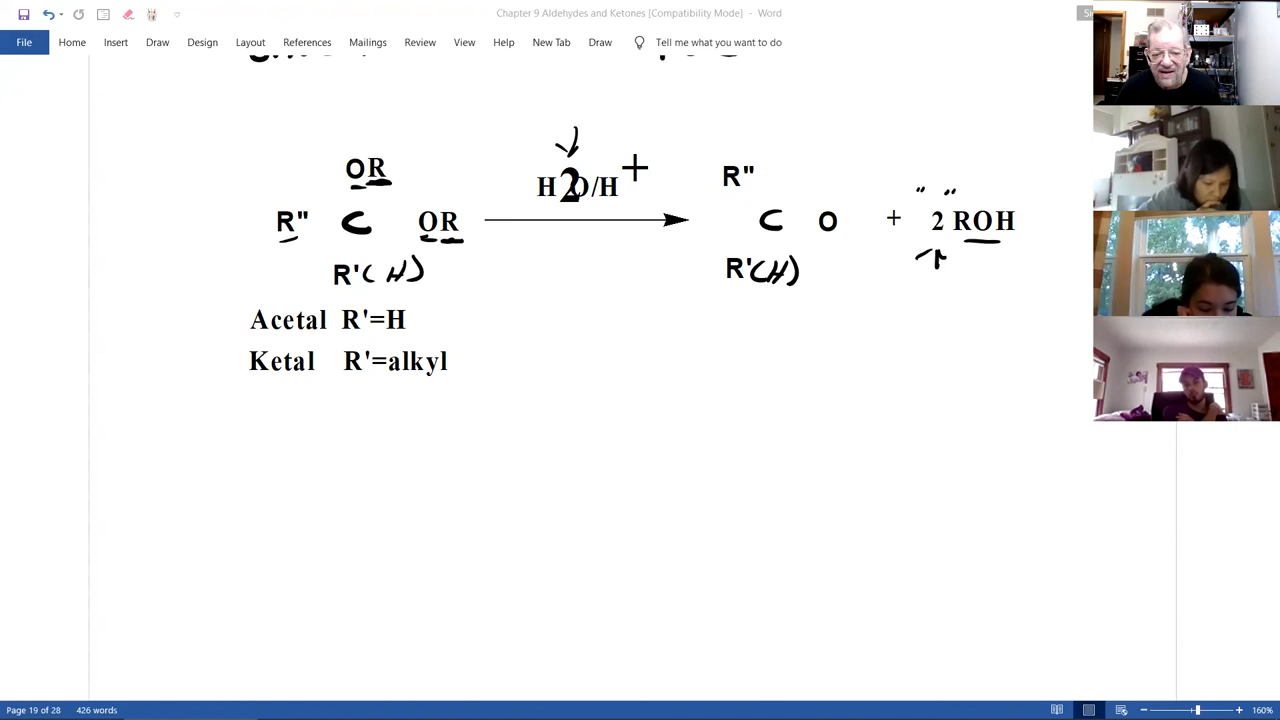 Chapter 9 Aldehydes and Ketones [Compatibility Mode] - Word
File Home Insert Draw Design Layout References Mailings Review View Help New Tab Draw Tell me what you want to do
OR
H2O/H+
R"
R"
R" C OR
C O + 2 ROH
R'(H)
R'(H)
Acetal R'=H
Ketal R'=alkyl
Page 19 of 28 426 words
160%